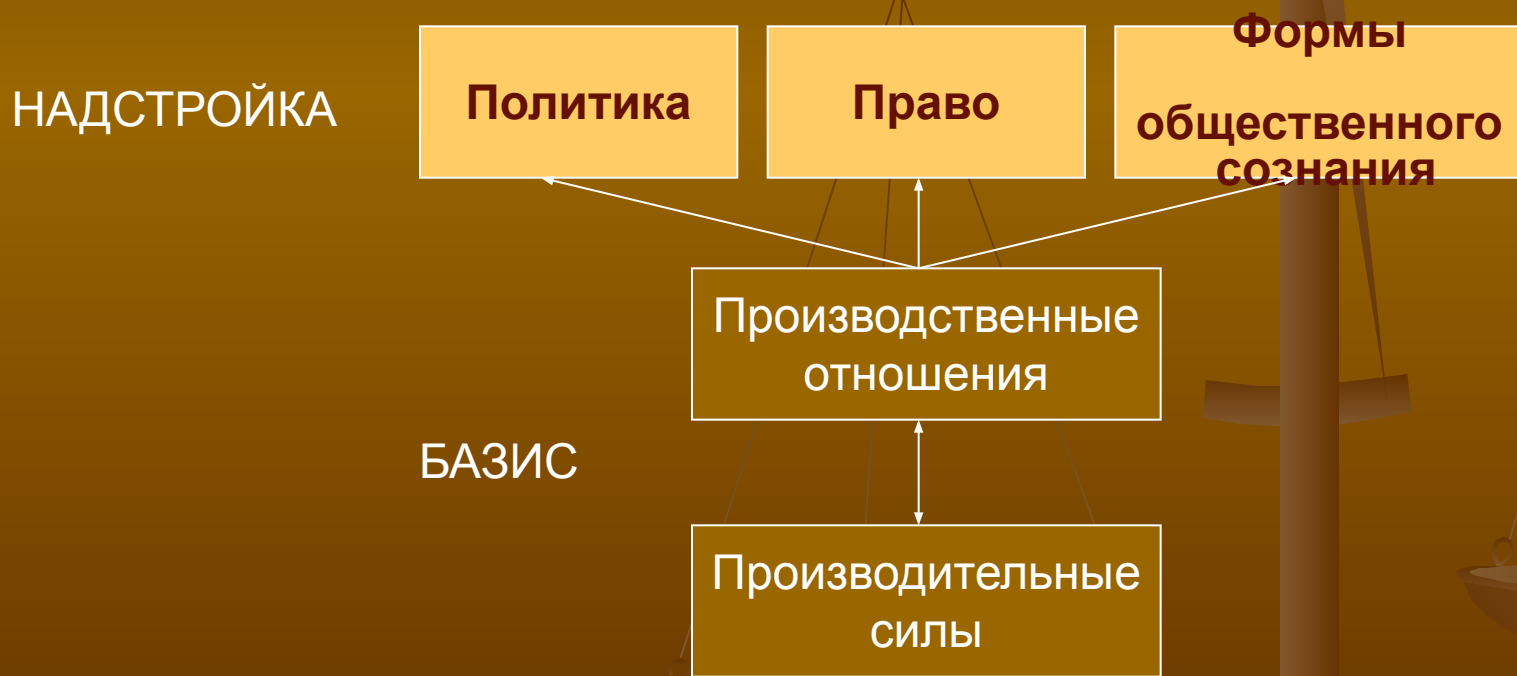 Формы
НАДСТРОЙКА
Политика
Право
общественного
сознания
Производственные
отношения
БАЗИС
Производительные
силы